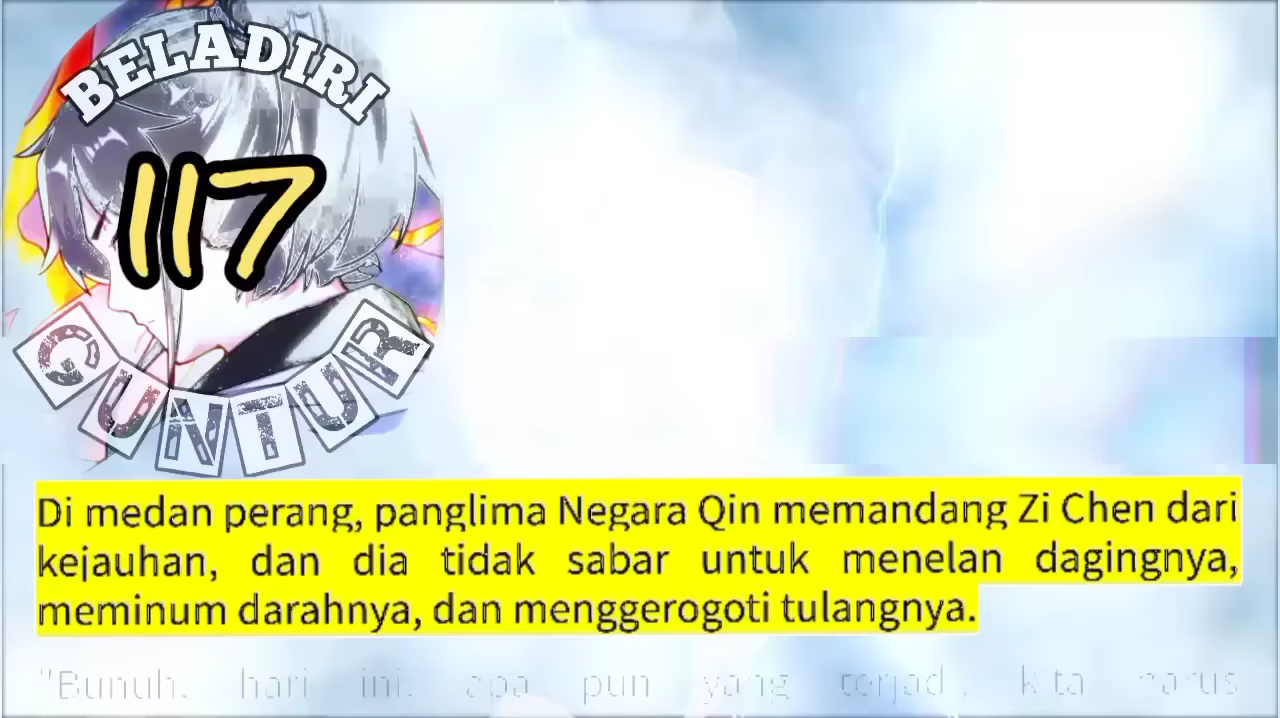 BELADIRI
117
GUNTUR
Di medan perang, panglima Negara Qin memandang Zi Chen dari
kejauhan, dan dia tidak sabar untuk menelan dagingnya,
meminum darahnya, dan menggerogoti tulangnya.
"Bunuh, hari ini, apa pun yang terjadi, kita harus